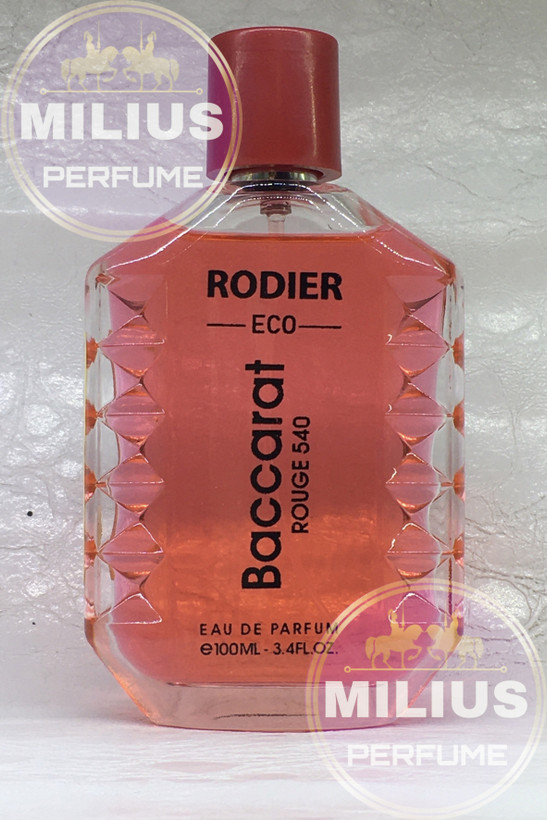 MILIUS
PERFUME
RODIER
ECO
Baccarat
ROUGE 540
EAU DE PARFUM
℮100ML - 3.4FL.OZ.
MILIUS
PERFUME